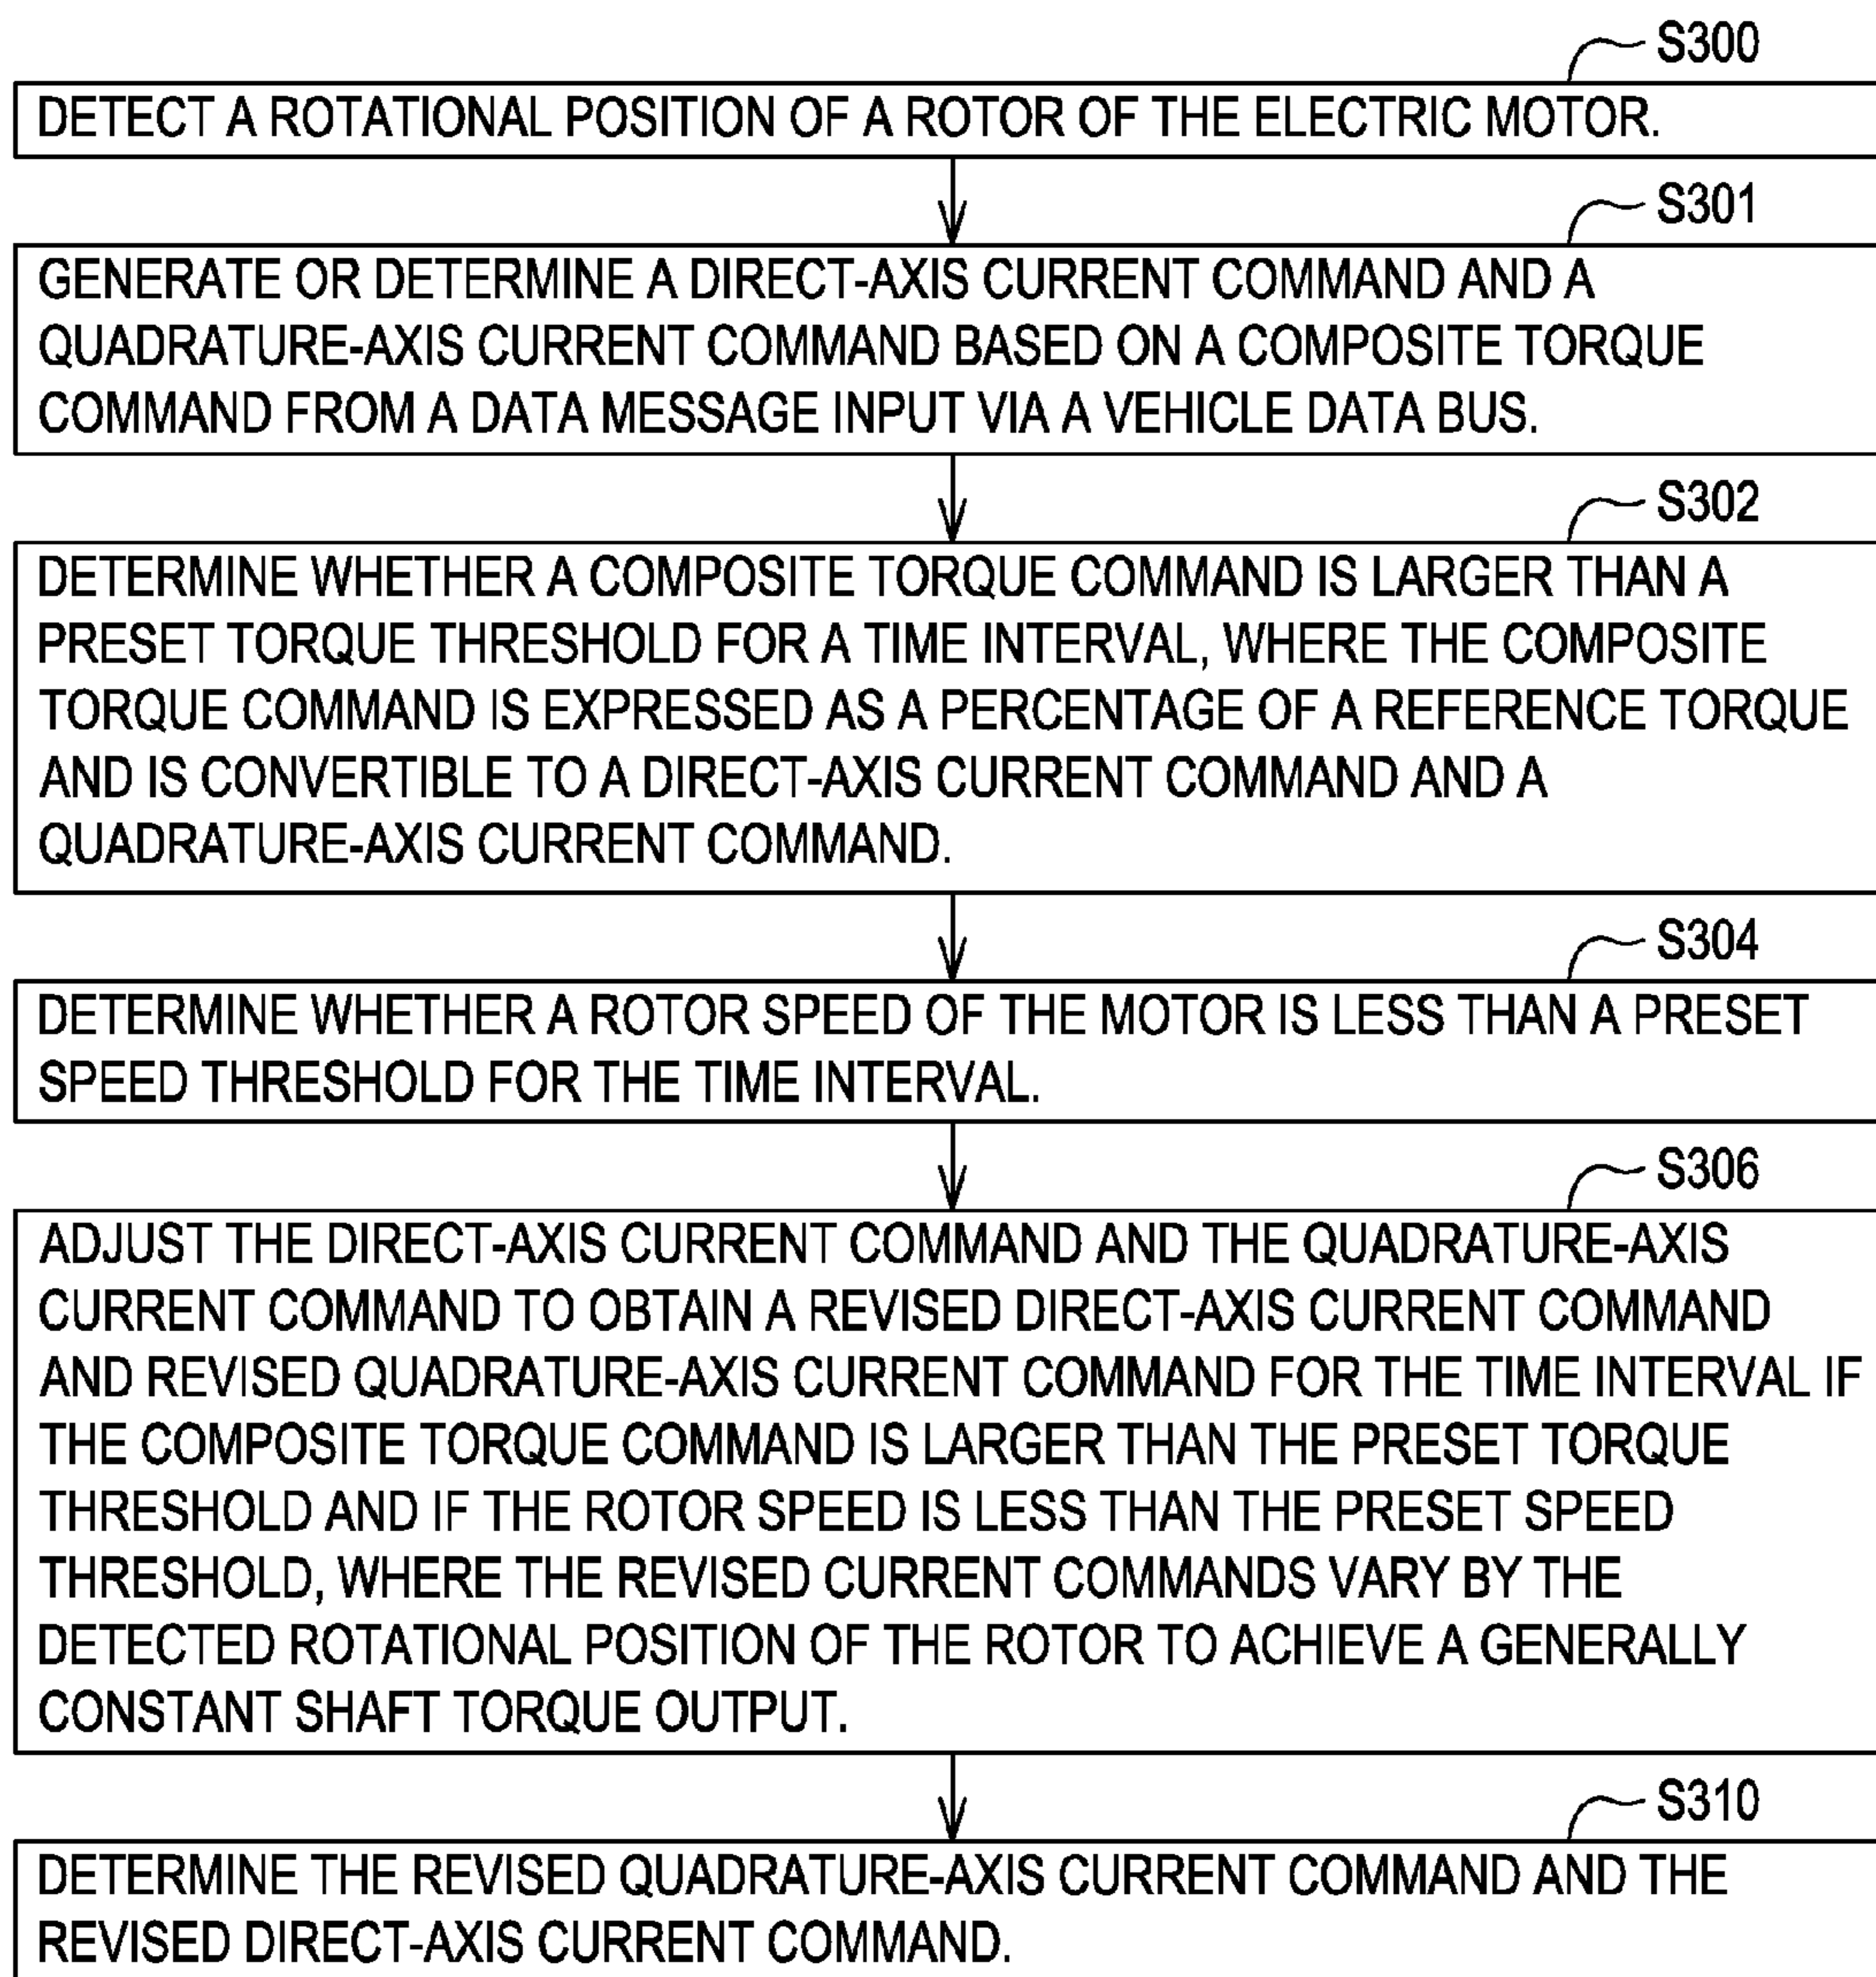 S300
DETECT A ROTATIONAL POSITION OF A ROTOR OF THE ELECTRIC MOTOR.
S301
GENERATE OR DETERMINE A DIRECT-AXIS CURRENT COMMAND AND A
QUADRATURE-AXIS CURRENT COMMAND BASED ON A COMPOSITE TORQUE
COMMAND FROM A DATA MESSAGE INPUT VIA A VEHICLE DATA BUS.
S302
DETERMINE WHETHER A COMPOSITE TORQUE COMMAND IS LARGER THAN A
PRESET TORQUE THRESHOLD FOR A TIME INTERVAL, WHERE THE COMPOSITE
TORQUE COMMAND IS EXPRESSED AS A PERCENTAGE OF A REFERENCE TORQUE
AND IS CONVERTIBLE TO A DIRECT-AXIS CURRENT COMMAND AND A
QUADRATURE-AXIS CURRENT COMMAND.
S304
DETERMINE WHETHER A ROTOR SPEED OF THE MOTOR IS LESS THAN A PRESET
SPEED THRESHOLD FOR THE TIME INTERVAL.
S306
ADJUST THE DIRECT-AXIS CURRENT COMMAND AND THE QUADRATURE-AXIS
CURRENT COMMAND TO OBTAIN A REVISED DIRECT-AXIS CURRENT COMMAND
AND REVISED QUADRATURE-AXIS CURRENT COMMAND FOR THE TIME INTERVAL IF
THE COMPOSITE TORQUE COMMAND IS LARGER THAN THE PRESET TORQUE
THRESHOLD AND IF THE ROTOR SPEED IS LESS THAN THE PRESET SPEED
THRESHOLD, WHERE THE REVISED CURRENT COMMANDS VARY BY THE
DETECTED ROTATIONAL POSITION OF THE ROTOR TO ACHIEVE A GENERALLY
CONSTANT SHAFT TORQUE OUTPUT.
S310
DETERMINE THE REVISED QUADRATURE-AXIS CURRENT COMMAND AND THE
REVISED DIRECT-AXIS CURRENT COMMAND.